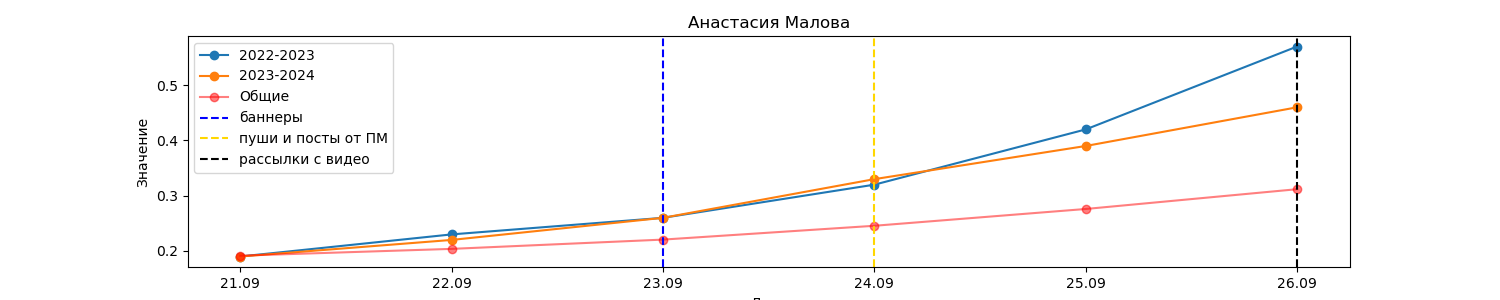 Анастасия Малова
2022-2023
2023-2024
Общие
баннеры
пуши и посты от ПМ
рассылки с видео
Значение
0.5
0.4
0.3
0.2
21.09 22.09 23.09 24.09 25.09 26.09